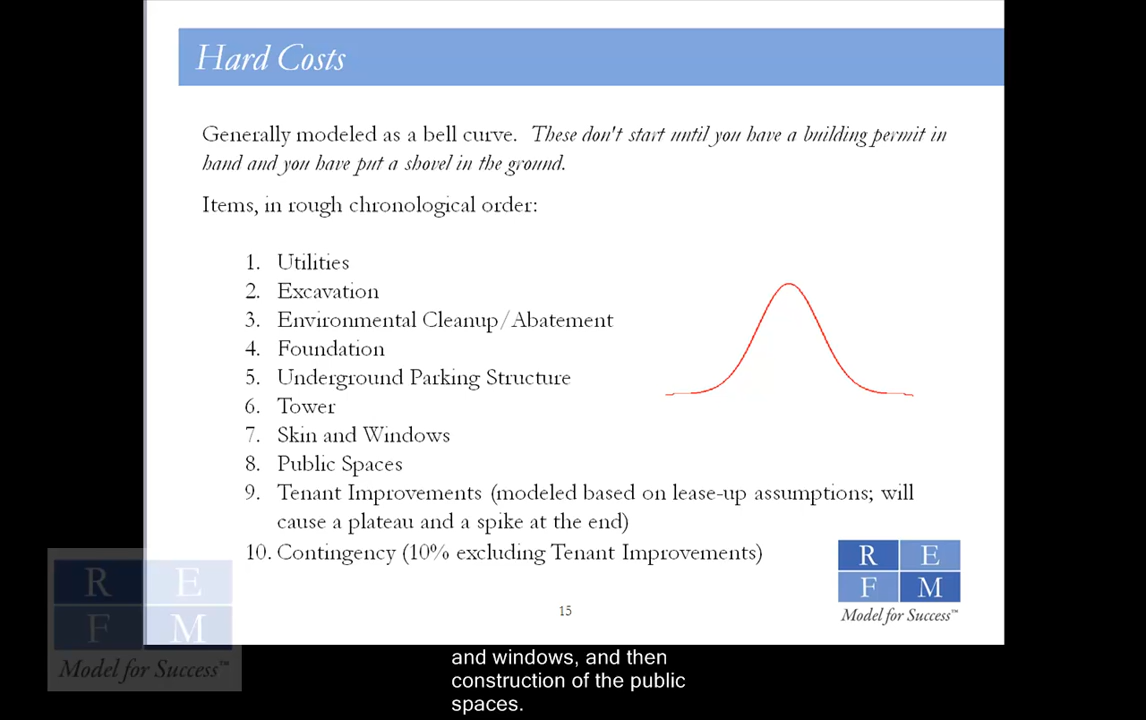 Hard Costs
Generally modeled as a bell curve. These don't start until you have a building permit in
hand and you have put a shovel in the ground.
Items, in rough chronological order:
1. Utilities
2. Excavation
3. Environmental Cleanup/Abatement
4. Foundation
5. Underground Parking Structure
6. Tower
7. Skin and Windows
8. Public Spaces
9. Tenant Improvements (modeled based on lease-up assumptions; will
cause a plateau and a spike at the end)
10. Contingency (10% excluding Tenant Improvements)
R E
F M
Model for Success™
15
R E
F M
Model for Success™
and windows, and then
construction of the public
spaces.